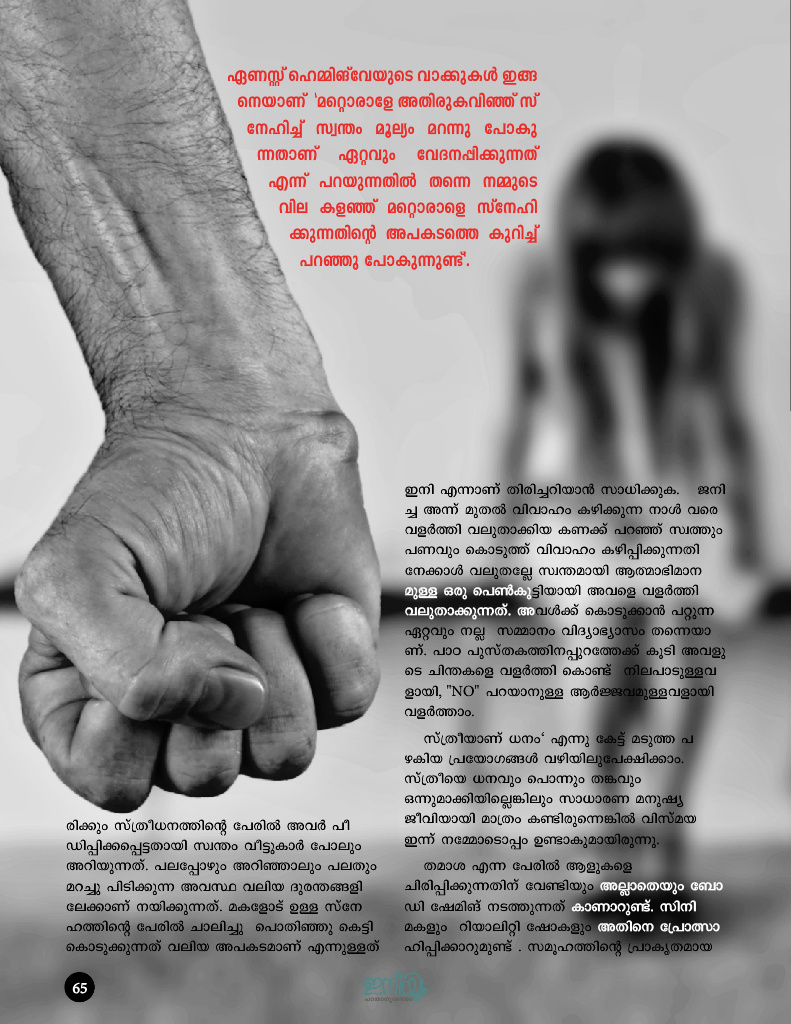 ഏണസ്റ്റ് ഹെമ്മിങ്‌വേയുടെ വാക്കുകൾ ഇങ്ങ
നെയാണ് 'മറ്റൊരാളേ അതിരുകവിഞ്ഞ് സ്
നേഹിച്ച് സ്വന്തം മൂല്യം മറന്നു പോകു
ന്നതാണ് ഏറ്റവും വേദനപ്പിക്കുന്നത്
എന്ന് പറയുന്നതിൽ തന്നെ നമ്മുടെ
വില കളഞ്ഞ് മറ്റൊരാളെ സ്നേഹി
ക്കുന്നതിന്റെ അപകടത്തെ കുറിച്ച്
പറഞ്ഞു പോകുന്നുണ്ട്'.
രിക്കും സ്ത്രീധനത്തിന്റെ പേരിൽ അവർ പീ
ഡിപ്പിക്കപ്പെട്ടതായി സ്വന്തം വീട്ടുകാർ പോലും
അറിയുന്നത്. പലപ്പോഴും അറിഞ്ഞാലും പലതും
മറച്ചു പിടിക്കുന്ന അവസ്ഥ വലിയ ദുരന്തങ്ങളി
ലേക്കാണ് നയിക്കുന്നത്. മകളോട് ഉള്ള സ്നേ
ഹത്തിന്റെ പേരിൽ ചാലിച്ചു പൊതിഞ്ഞു കെട്ടി
കൊടുക്കുന്നത് വലിയ അപകടമാണ് എന്നുള്ളത്
ഇനി എന്നാണ് തിരിച്ചറിയാൻ സാധിക്കുക. ജനി
ച്ച അന്ന് മുതൽ വിവാഹം കഴിക്കുന്ന നാൾ വരെ
വളർത്തി വലുതാക്കിയ കണക്ക് പറഞ്ഞ് സ്വത്തും
പണവും കൊടുത്ത് വിവാഹം കഴിപ്പിക്കുന്നതി
നേക്കാൾ വലുതല്ലേ സ്വന്തമായി ആത്മാഭിമാന
മുള്ള ഒരു പെൺകുട്ടിയായി അവളെ വളർത്തി
വലുതാക്കുന്നത്. അവൾക്ക് കൊടുക്കാൻ പറ്റുന്ന
ഏറ്റവും നല്ല സമ്മാനം വിദ്യാഭ്യാസം തന്നെയാ
ണ്. പാഠ പുസ്തകത്തിനപ്പുറത്തേക്ക് കൂടി അവളു
ടെ ചിന്തകളെ വളർത്തി കൊണ്ട് നിലപാടുള്ളവ
ളായി, "NO" പറയാനുള്ള ആർജ്ജവമുള്ളവളായി
വളർത്താം.
സ്ത്രീയാണ് ധനം‘ എന്നു കേട്ട് മടുത്ത പ
ഴകിയ പ്രയോഗങ്ങൾ വഴിയിലുപേക്ഷിക്കാം.
സ്ത്രീയെ ധനവും പൊന്നും തങ്കവും
ഒന്നുമാക്കിയില്ലെങ്കിലും സാധാരണ മനുഷ്യ
ജീവിയായി മാത്രം കണ്ടിരുന്നെങ്കിൽ വിസ്മയ
ഇന്ന് നമ്മോടൊപ്പം ഉണ്ടാകുമായിരുന്നു.
തമാശ എന്ന പേരിൽ ആളുകളെ
ചിരിപ്പിക്കുന്നതിന് വേണ്ടിയും അല്ലാതെയും ബോ
ഡി ഷേമിങ് നടത്തുന്നത് കാണാറുണ്ട്. സിനി
മകളും റിയാലിറ്റി ഷോകളും അതിനെ പ്രോത്സാ
ഹിപ്പിക്കാറുമുണ്ട് . സമൂഹത്തിന്റെ പ്രാകൃതമായ
65